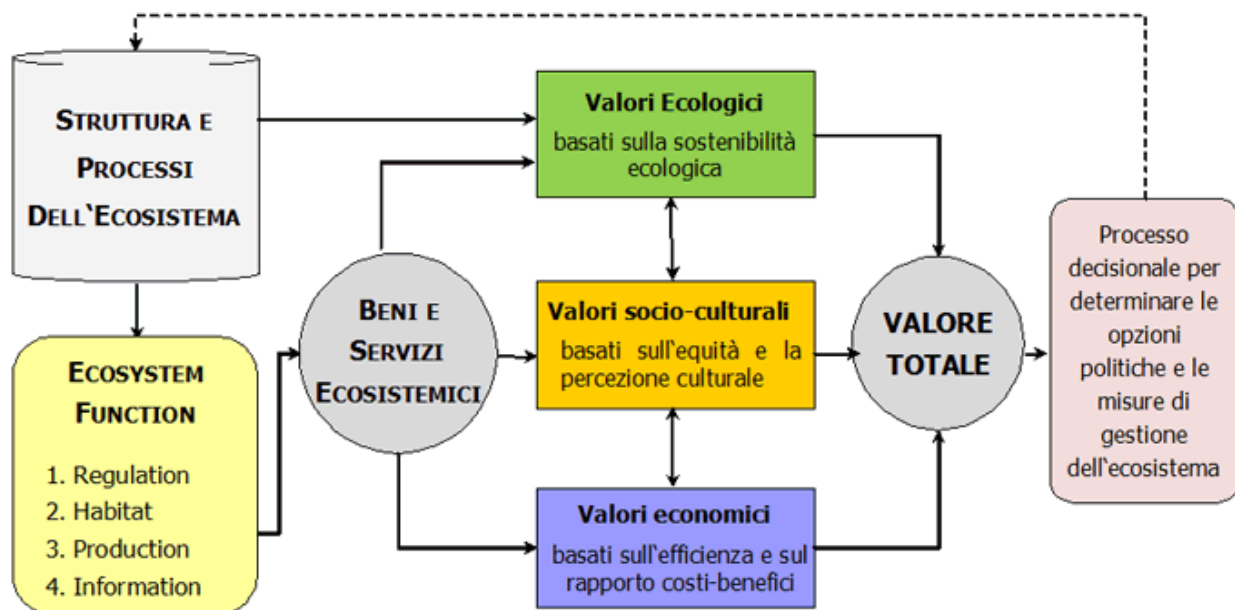 STRUTTURA E
PROCESSI
DELL'ECOSISTEMA
ECOSYSTEM
FUNCTION
1. Regulation
2. Habitat
3. Production
4. Information
BENI E
SERVIZI
ECOSISTEMICI
Valori Ecologici
basati sulla sostenibilità
ecologica
Valori socio-culturali
basati sull'equità e la
percezione culturale
Valori economici
basati sull'efficienza e sul
rapporto costi-benefici
VALORE
TOTALE
Processo
decisionale per
determinare le
opzioni
politiche e le
misure di
gestione
dell'ecosistema